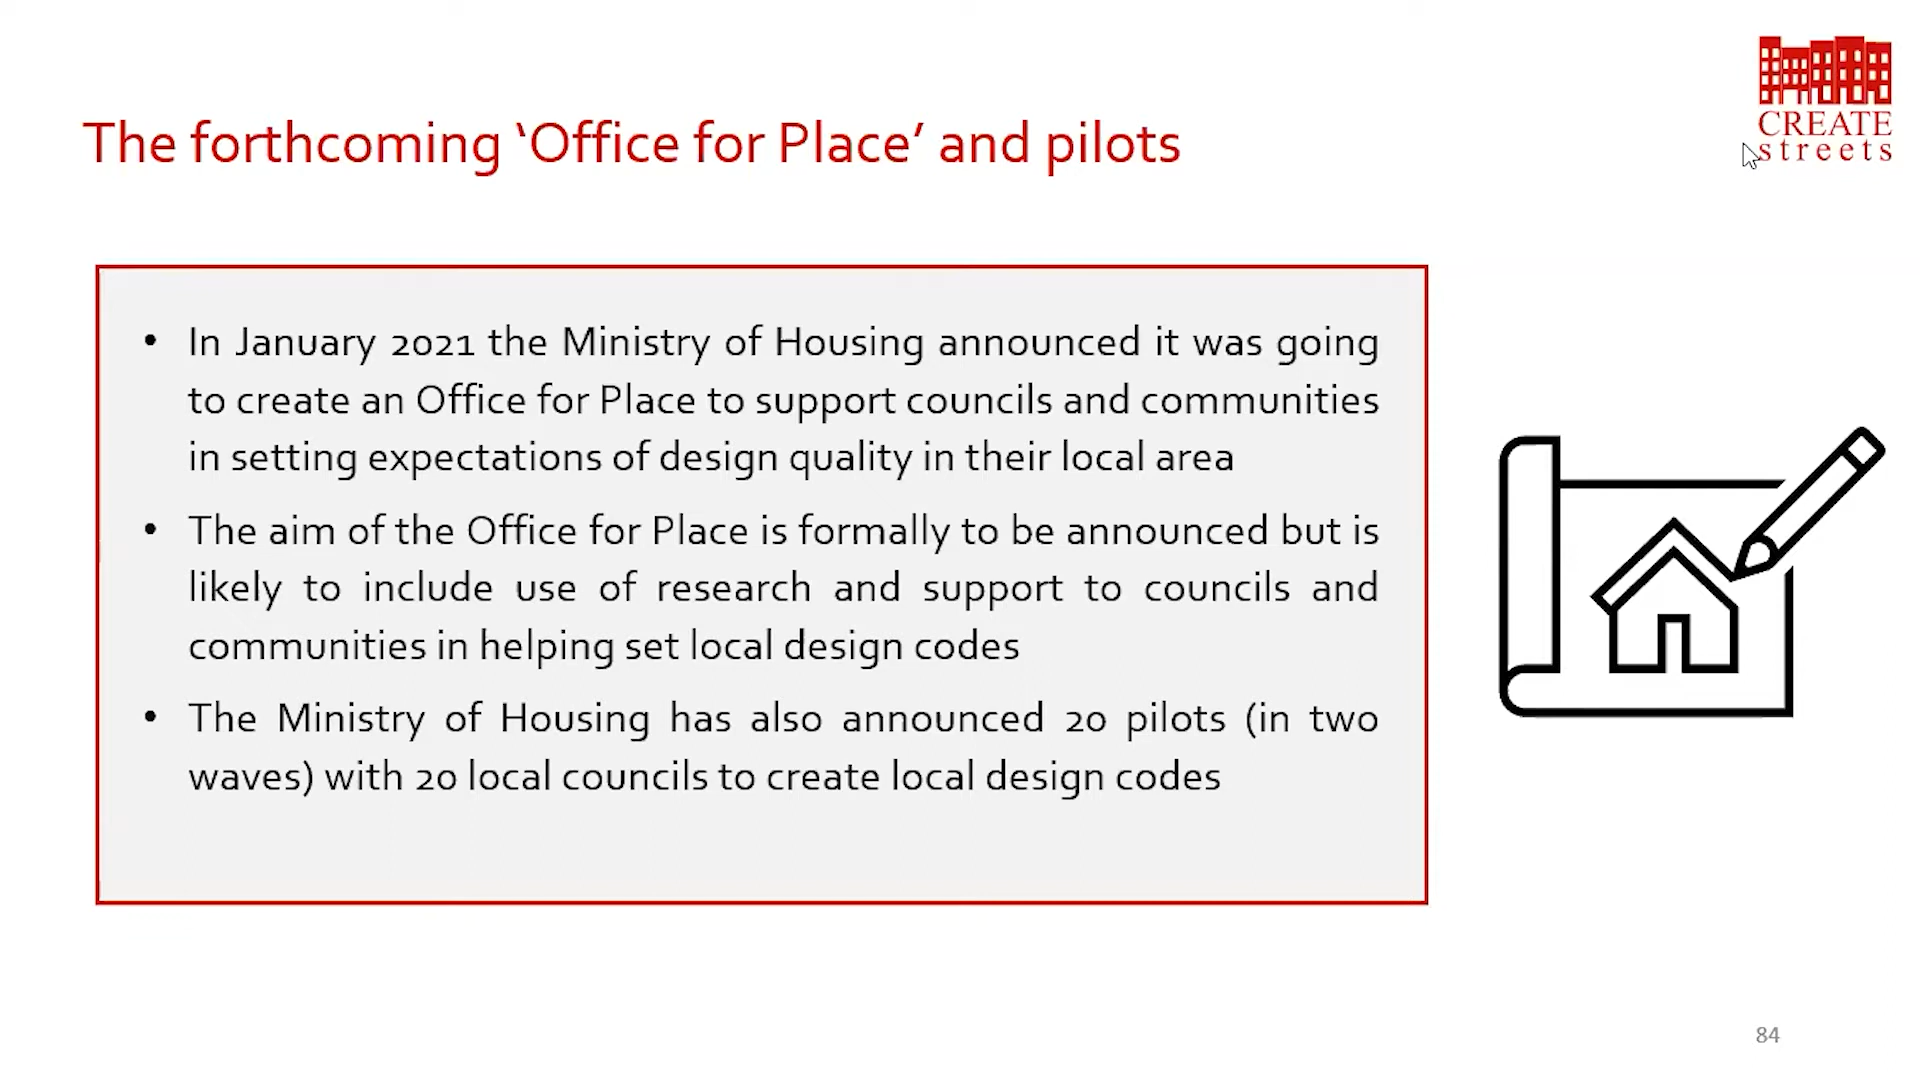 CREATE
streets
The forthcoming ‘Office for Place’ and pilots
• In January 2021 the Ministry of Housing announced it was going
to create an Office for Place to support councils and communities
in setting expectations of design quality in their local area
• The aim of the Office for Place is formally to be announced but is
likely to include use of research and support to councils and
communities in helping set local design codes
• The Ministry of Housing has also announced 20 pilots (in two
waves) with 20 local councils to create local design codes
84